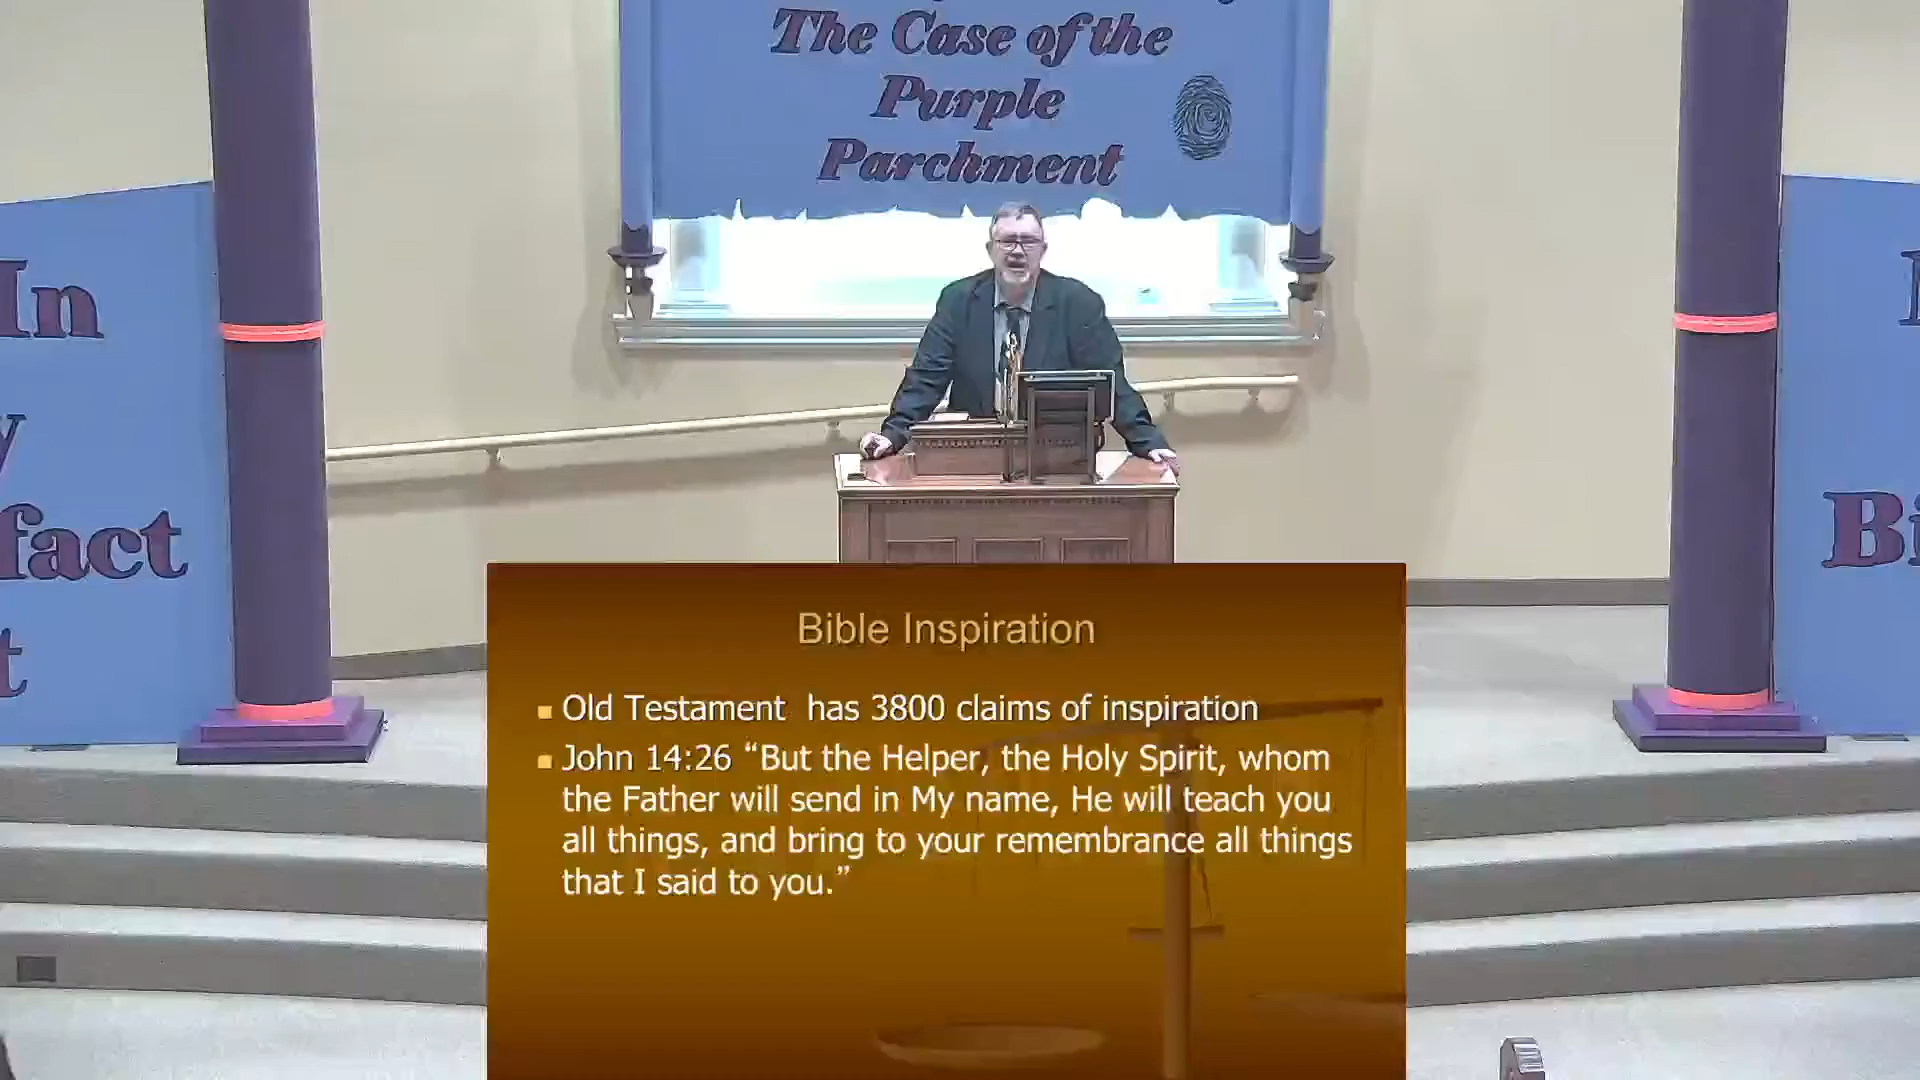 The Case of the
Purple
Parchment
In
fact
Bible Inspiration
Old Testament  has 3800 claims of inspiration
John 14:26 “But the Helper, the Holy Spirit, whom
the Father will send in My name, He will teach you
all things, and bring to your remembrance all things
that I said to you.”